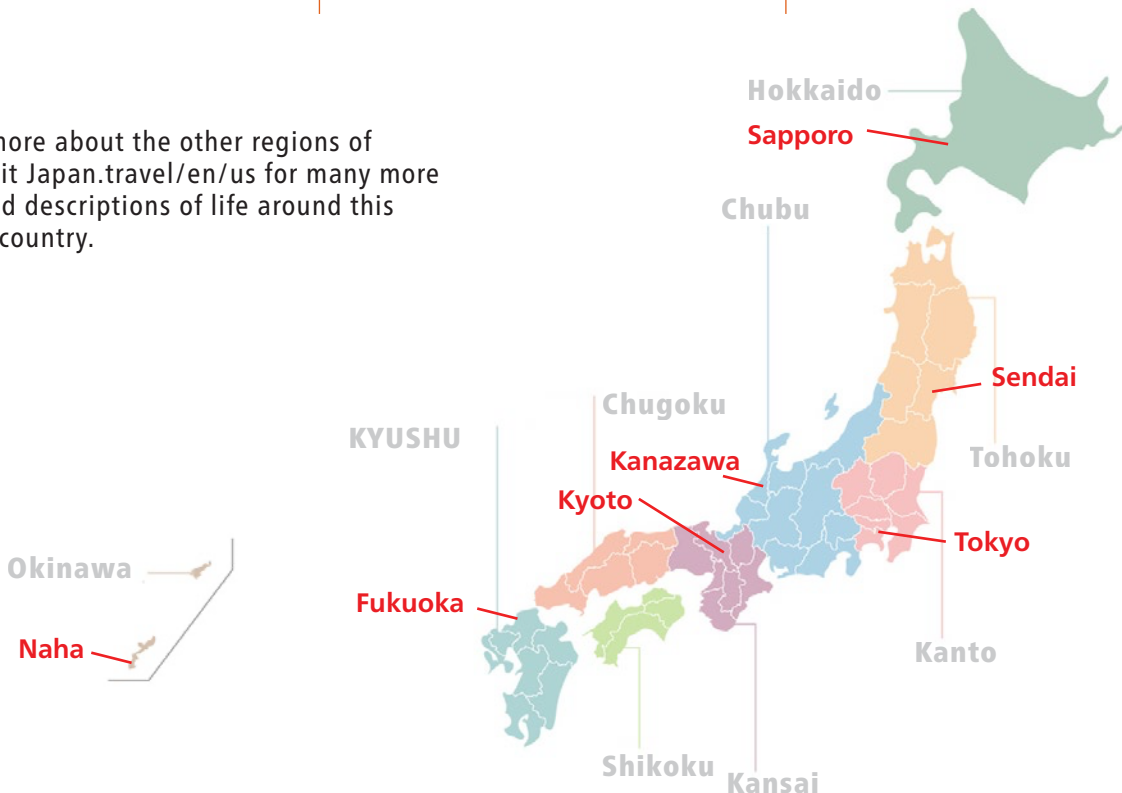 more about the other regions of
it Japan.travel/en/us for many more
d descriptions of life around this
country.
Hokkaido
Sapporo
Chubu
Sendai
Chugoku
KYUSHU
Tohoku
Kanazawa
Kyoto
Tokyo
Okinawa
Fukuoka
Naha
Kanto
Shikoku
Kansai